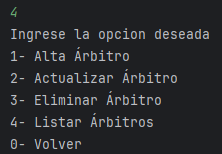 4
Ingrese la opcion deseada
1- Alta Árbitro
2- Actualizar Árbitro
3- Eliminar Árbitro
4- Listar Árbitros
0- Volver